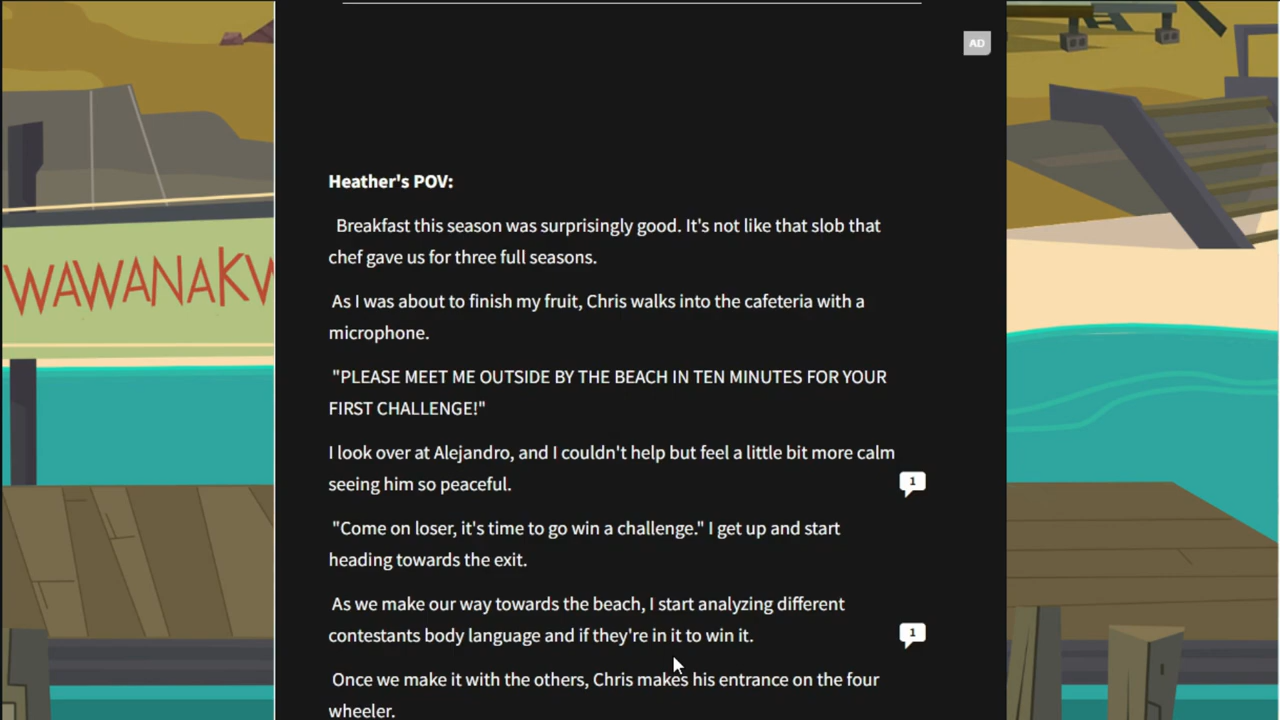 AD
WAWANAKW
Heather's POV:
Breakfast this season was surprisingly good. It's not like that slob that
chef gave us for three full seasons.
As I was about to finish my fruit, Chris walks into the cafeteria with a
microphone.
"PLEASE MEET ME OUTSIDE BY THE BEACH IN TEN MINUTES FOR YOUR
FIRST CHALLENGE!"
I look over at Alejandro, and I couldn't help but feel a little bit more calm
seeing him so peaceful.
1
"Come on loser, it's time to go win a challenge." I get up and start
heading towards the exit.
As we make our way towards the beach, I start analyzing different
contestants body language and if they're in it to win it.
1
Once we make it with the others, Chris makes his entrance on the four
wheeler.